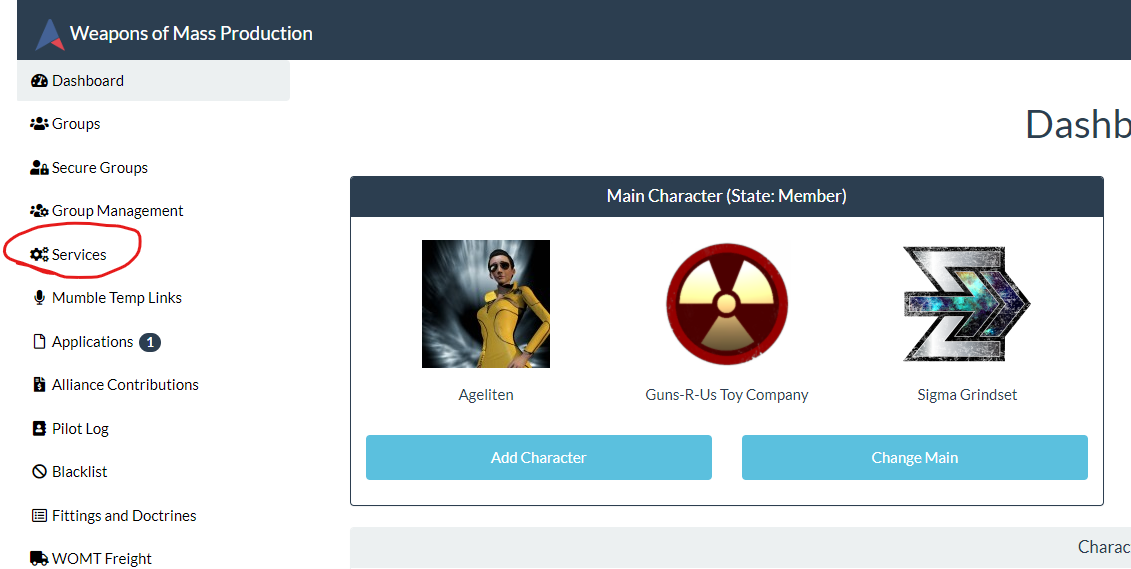 Weapons of Mass Production
Dashboard
Groups
Secure Groups
Group Management
Services
Mumble Temp Links
Applications 1
Alliance Contributions
Pilot Log
Blacklist
Fittings and Doctrines
WOMT Freight
Dashb
Main Character (State: Member)
Ageliten
Guns-R-Us Toy Company
Sigma Grindset
Add Character
Change Main
Charac